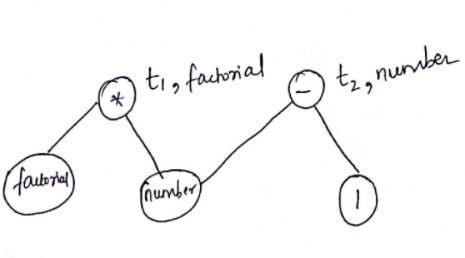 * t1, factorial
- t2, number
factorial
number
1